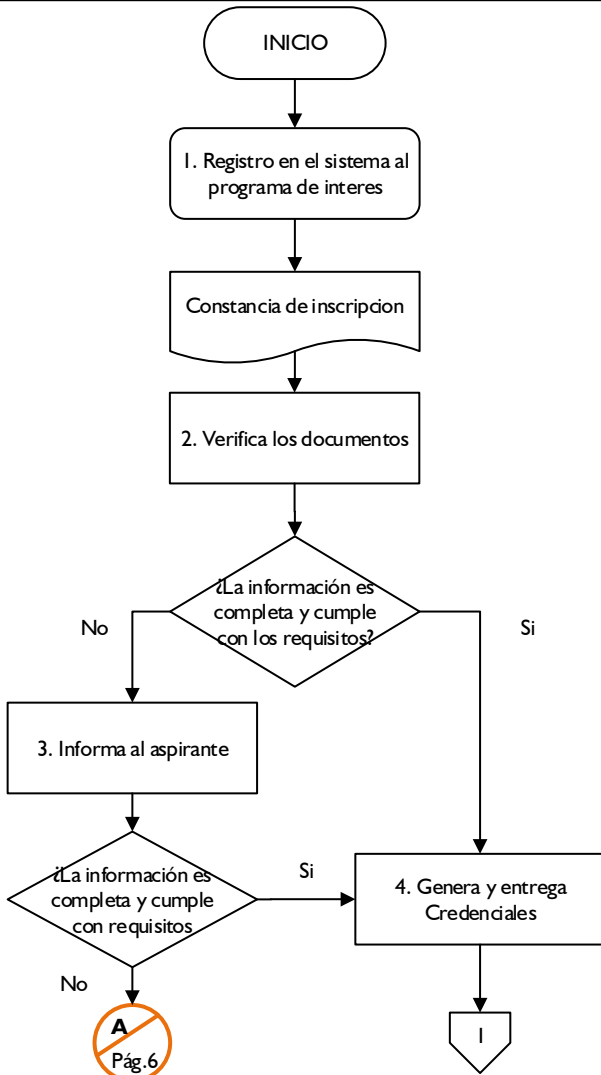 INICIO
1. Registro en el sistema al
programa de interes
Constancia de inscripcion
2. Verifica los documentos
¿La información es
completa y cumple
con los requisitos?
No
Si
3. Informa al aspirante
¿La información es
completa y cumple
con requisitos
Si
4. Genera y entrega
Credenciales
No
A
Pág.6
1